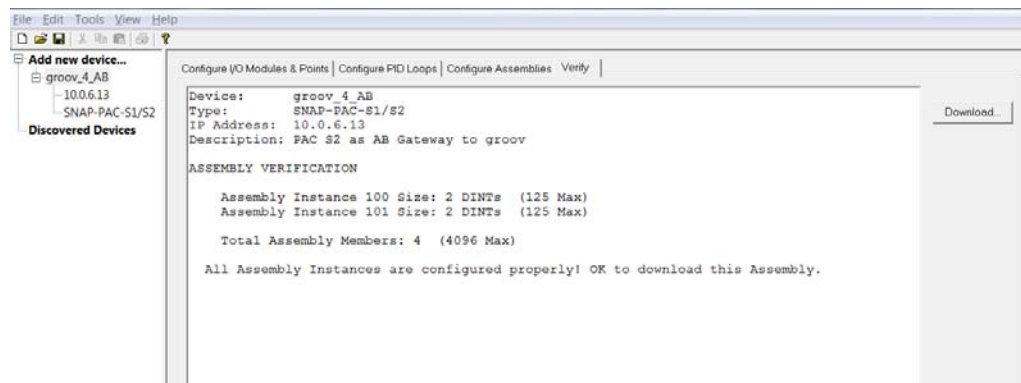 File Edit Tools View Help
Add new device...
groov_4_AB
10.0.6.13
SNAP-PAC-S1/S2
Discovered Devices
Configure I/O Modules & Points Configure PID Loops Configure Assemblies Verify
Device: groov_4_AB
Type: SNAP-PAC-S1/S2
IP Address: 10.0.6.13
Description: PAC S2 as AB Gateway to groov
ASSEMBLY VERIFICATION
Assembly Instance 100 Size: 2 DINTs (125 Max)
Assembly Instance 101 Size: 2 DINTs (125 Max)
Total Assembly Members: 4 (4096 Max)
All Assembly Instances are configured properly! OK to download this Assembly.
Download...